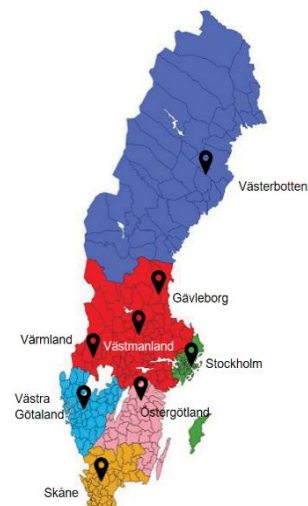 Västerbotten
Gävleborg
Värmland
Västmanland
Stockholm
Västra
Götaland
Östergötland
Skåne